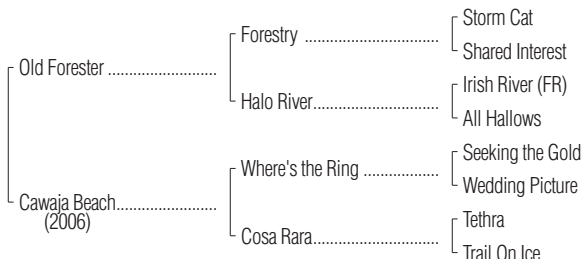 Storm Cat
Forestry ................................
Shared Interest
Old Forester ..........................
Irish River (FR)
Halo River..............................
All Hallows
Seeking the Gold
Where's the Ring ..................
Wedding Picture
Cawaja Beach........................
(2006)
Tethra
Cosa Rara..............................
Trail On Ice